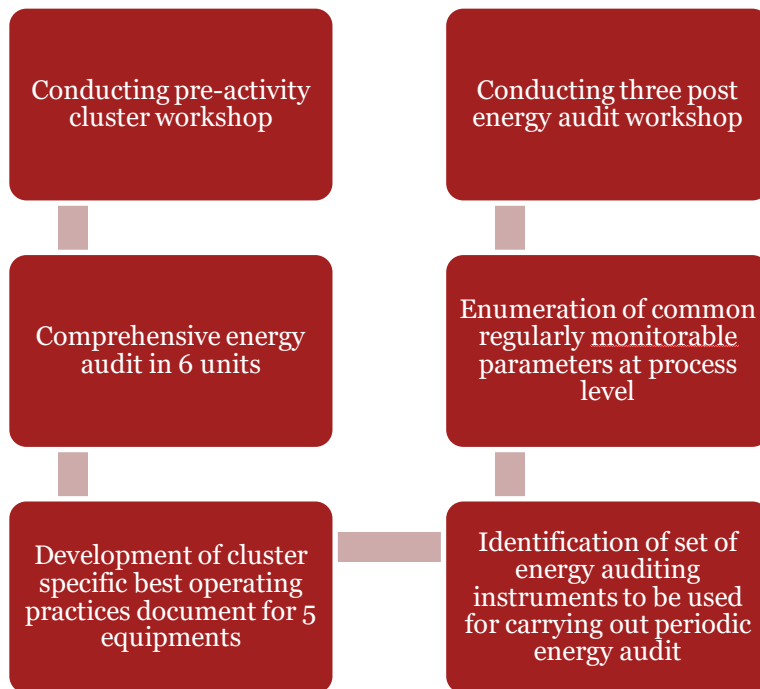 Conducting pre-activity
cluster workshop
Comprehensive energy
audit in 6 units
Development of cluster
specific best operating
practices document for 5
equipments
Identification of set of
energy auditing
instruments to be used
for carrying out periodic
energy audit
Enumeration of common
regularly monitorable
parameters at process
level
Conducting three post
energy audit workshop